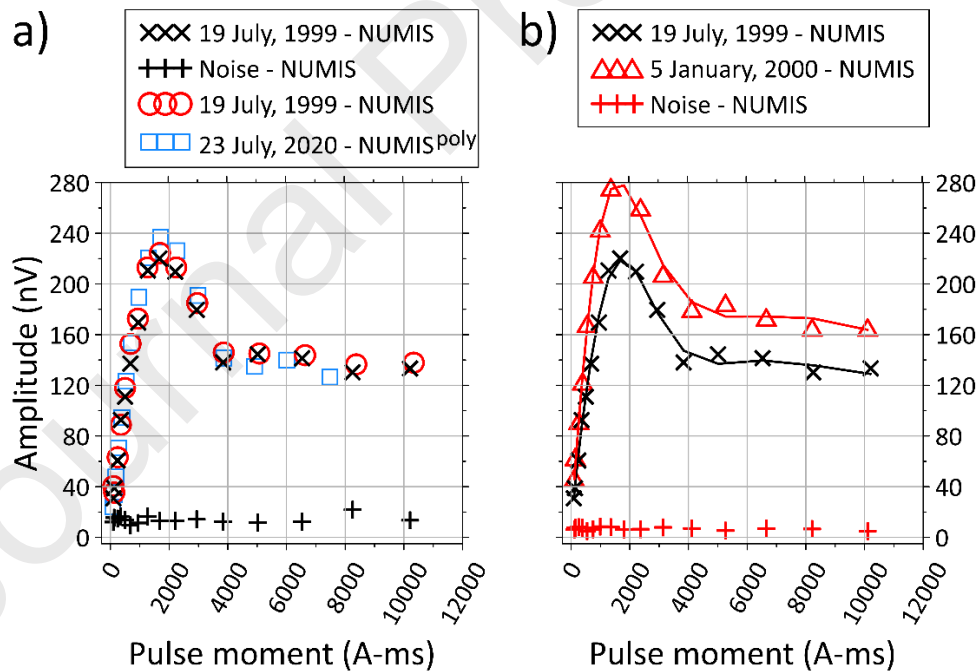 a)
19 July, 1999 - NUMIS
Noise - NUMIS
19 July, 1999 - NUMIS
23 July, 2020 - NUMISpoly
b)
19 July, 1999 - NUMIS
5 January, 2000 - NUMIS
Noise - NUMIS
280
240
200
160
120
80
40
0
Amplitude (nV)
0
2000
4000
6000
8000
10000
12000
Pulse moment (A-ms)
280
240
200
160
120
80
40
0
0
2000
4000
6000
8000
10000
12000
Pulse moment (A-ms)